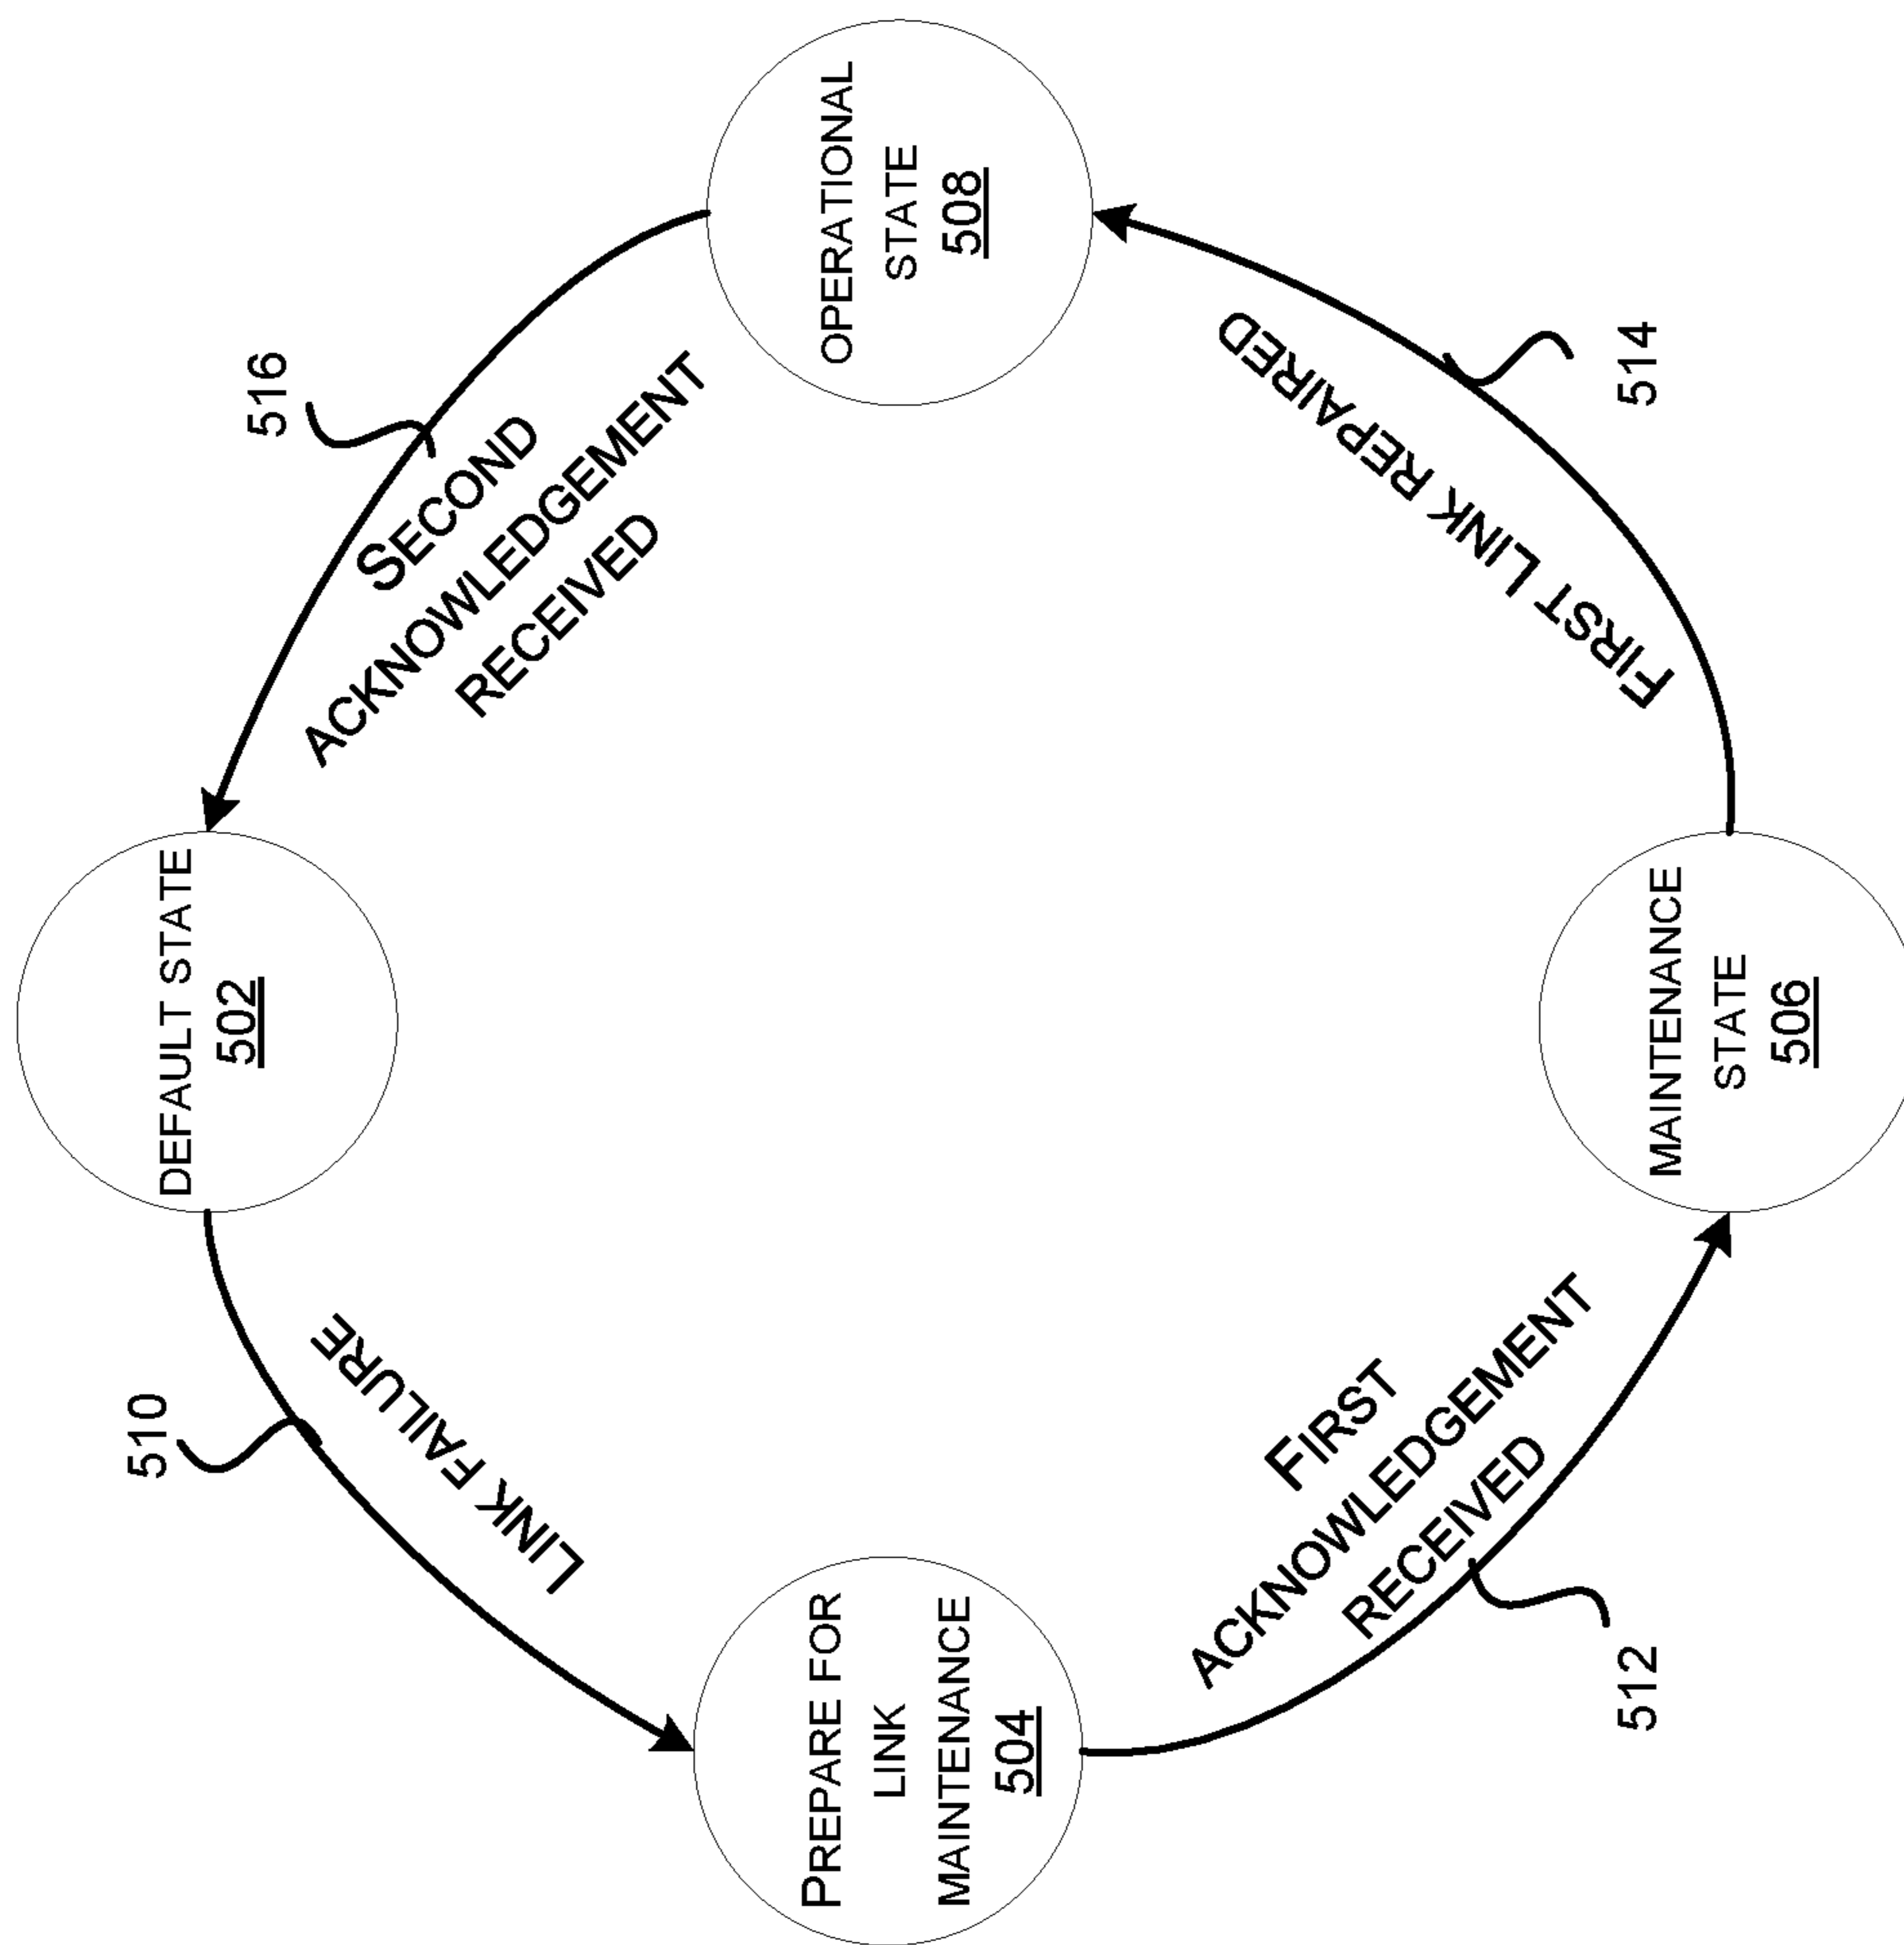 DEFAULT STATE
502
510
LINK FAILURE
PREPARE FOR
LINK
MAINTENANCE
504
FIRST
ACKNOWLEDGEMENT
RECEIVED
512
MAINTENANCE
STATE
506
FIRST LINK REPAIRED
514
OPERATIONAL
STATE
508
516
SECOND
ACKNOWLEDGEMENT
RECEIVED